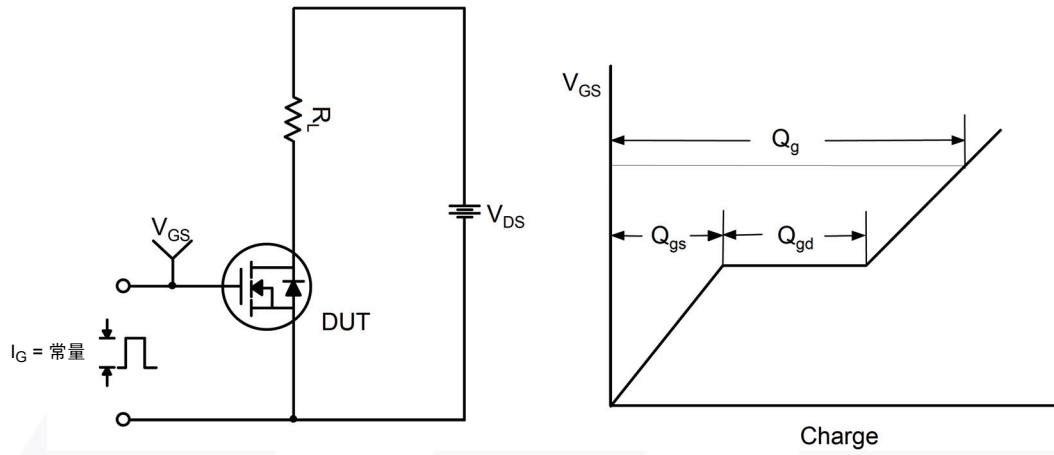 R_L
V_DS
V_GS
DUT
I_G = 常量
V_GS
Q_g
Q_gs
Q_gd
Charge